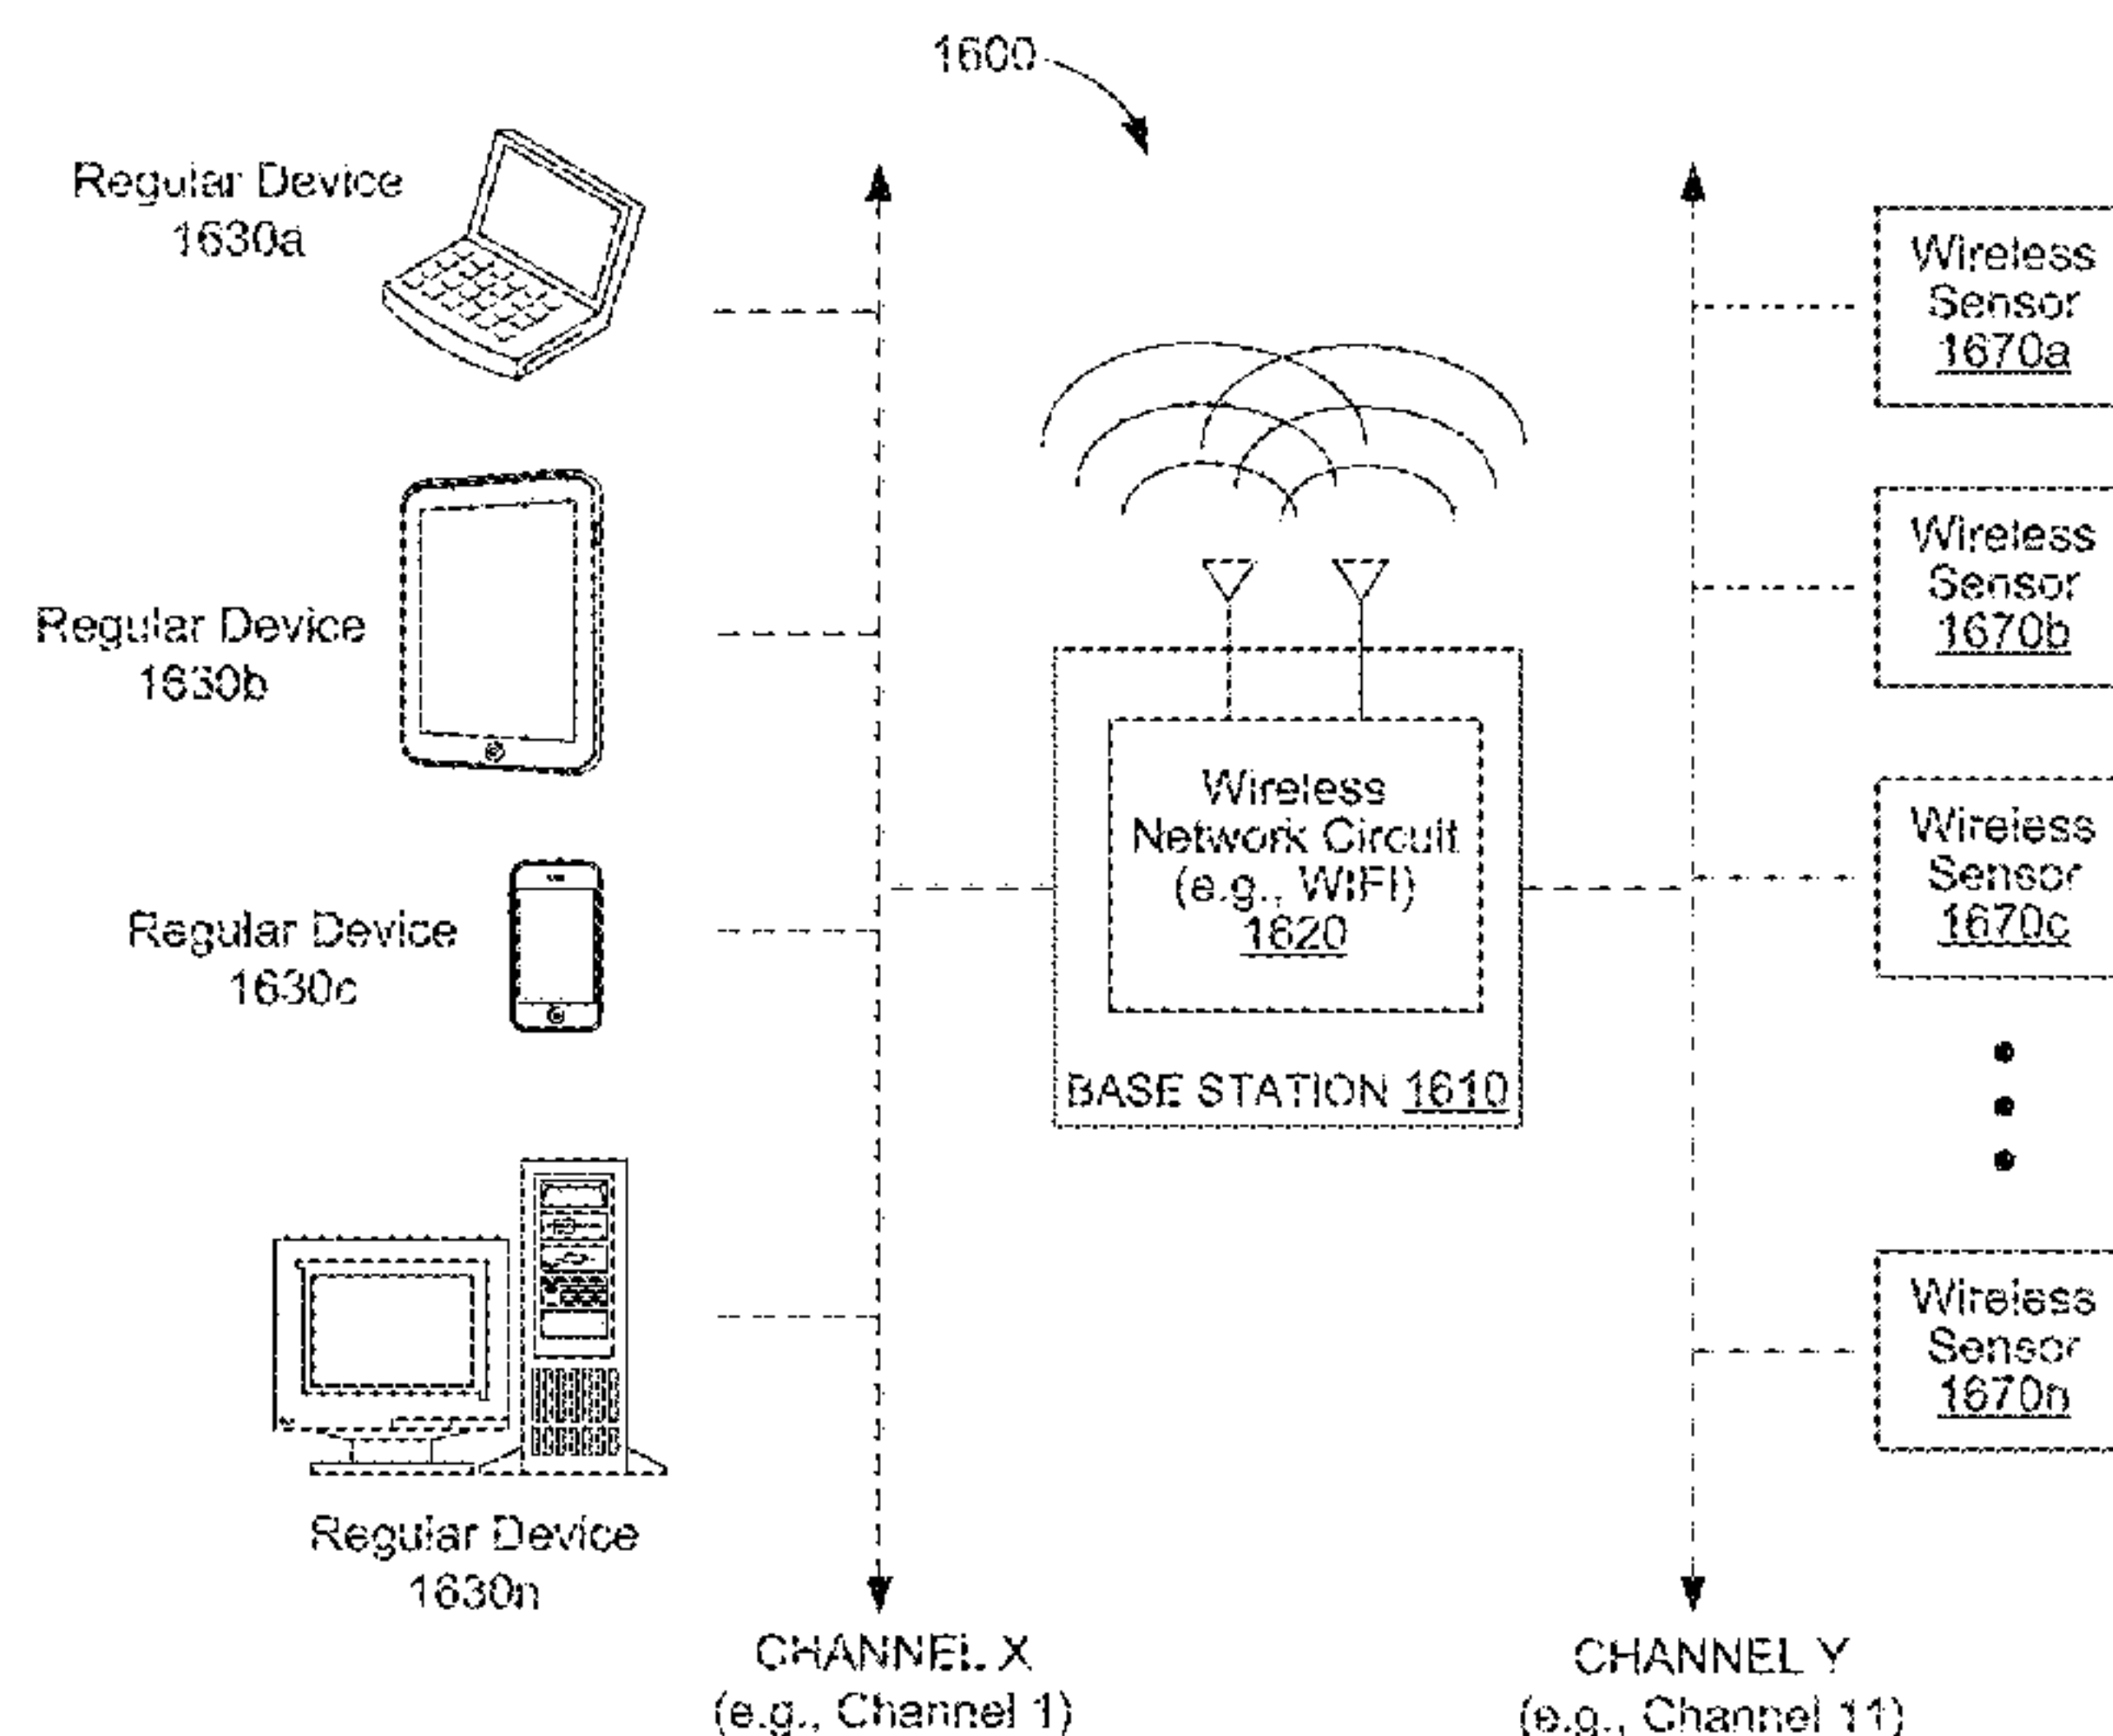 1600
Regular Device
1630a
Regular Device
1630b
Regular Device
1630c
Regular Device
1630n
CHANNEL X
(e.g., Channel 1)
Wireless
Network Circuit
(e.g., WIFI)
1620
BASE STATION 1610
CHANNEL Y
(e.g., Channel 11)
Wireless
Sensor
1670a
Wireless
Sensor
1670b
Wireless
Sensor
1670c
Wireless
Sensor
1670n